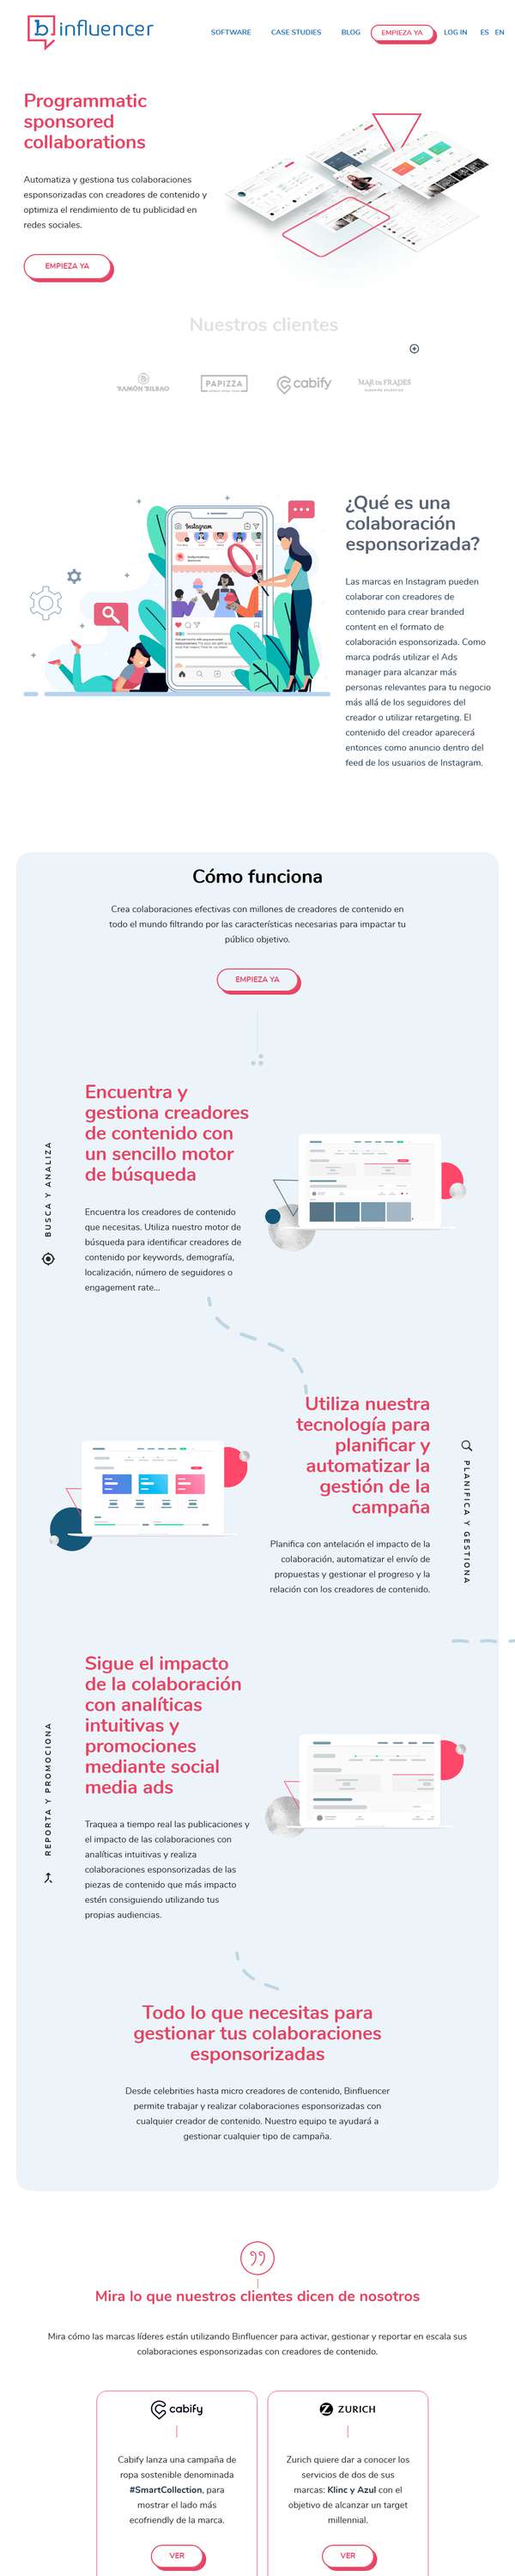 binfluencer
SOFTWARE
CASE STUDIES
BLOG
EMPIEZA YA
LOG IN
ES EN
Programmatic
sponsored
collaborations
Automatiza y gestiona tus colaboraciones
esponsorizadas con creadores de contenido y
optimiza el rendimiento de tu publicidad en
redes sociales.
EMPIEZA YA
Nuestros clientes
RAMÓN BILBAO
PAPIZZA
cabify
MAR DE FRADES
Instagram
¿Qué es una
colaboración
esponsorizada?
Las marcas en Instagram pueden
colaborar con creadores de
contenido para crear branded
content en el formato de
colaboración esponsorizada. Como
marca podrás utilizar el Ads
manager para alcanzar más
personas relevantes para tu negocio
más allá de los seguidores del
creador o utilizar retargeting. El
contenido del creador aparecerá
entonces como anuncio dentro del
feed de los usuarios de Instagram.
Cómo funciona
Crea colaboraciones efectivas con millones de creadores de contenido en
todo el mundo filtrando por las características necesarias para impactar tu
público objetivo.
EMPIEZA YA
BUSCA Y ANALIZA
Encuentra y
gestiona creadores
de contenido con
un sencillo motor
de búsqueda
Encuentra los creadores de contenido
que necesitas. Utiliza nuestro motor de
búsqueda para identificar creadores de
contenido por keywords, demografía,
localización, número de seguidores o
engagement rate...
Utiliza nuestra
tecnología para
planificar y
automatizar la
gestión de la
campaña
Planifica con antelación el impacto de la
colaboración, automatizar el envío de
propuestas y gestionar el progreso y la
relación con los creadores de contenido.
PLANIFICA Y GESTIONA
REPORTA Y PROMOCIONA
Sigue el impacto
de la colaboración
con analíticas
intuitivas y
promociones
mediante social
media ads
Traquea a tiempo real las publicaciones y
el impacto de las colaboraciones con
analíticas intuitivas y realiza
colaboraciones esponsorizadas de las
piezas de contenido que más impacto
estén consiguiendo utilizando tus
propias audiencias.
Todo lo que necesitas para
gestionar tus colaboraciones
esponsorizadas
Desde celebrities hasta micro creadores de contenido, Binfluencer
permite trabajar y realizar colaboraciones esponsorizadas con
cualquier creador de contenido. Nuestro equipo te ayudará a
gestionar cualquier tipo de campaña.
Mira lo que nuestros clientes dicen de nosotros
Mira cómo las marcas líderes están utilizando Binfluencer para activar, gestionar y reportar en escala sus
colaboraciones esponsorizadas con creadores de contenido.
cabify
Cabify lanza una campaña de
ropa sostenible denominada
#SmartCollection, para
mostrar el lado más
ecofriendly de la marca.
VER
ZURICH
Zurich quiere dar a conocer los
servicios de dos de sus
marcas: Klinc y Azul con el
objetivo de alcanzar un target
millennial.
VER